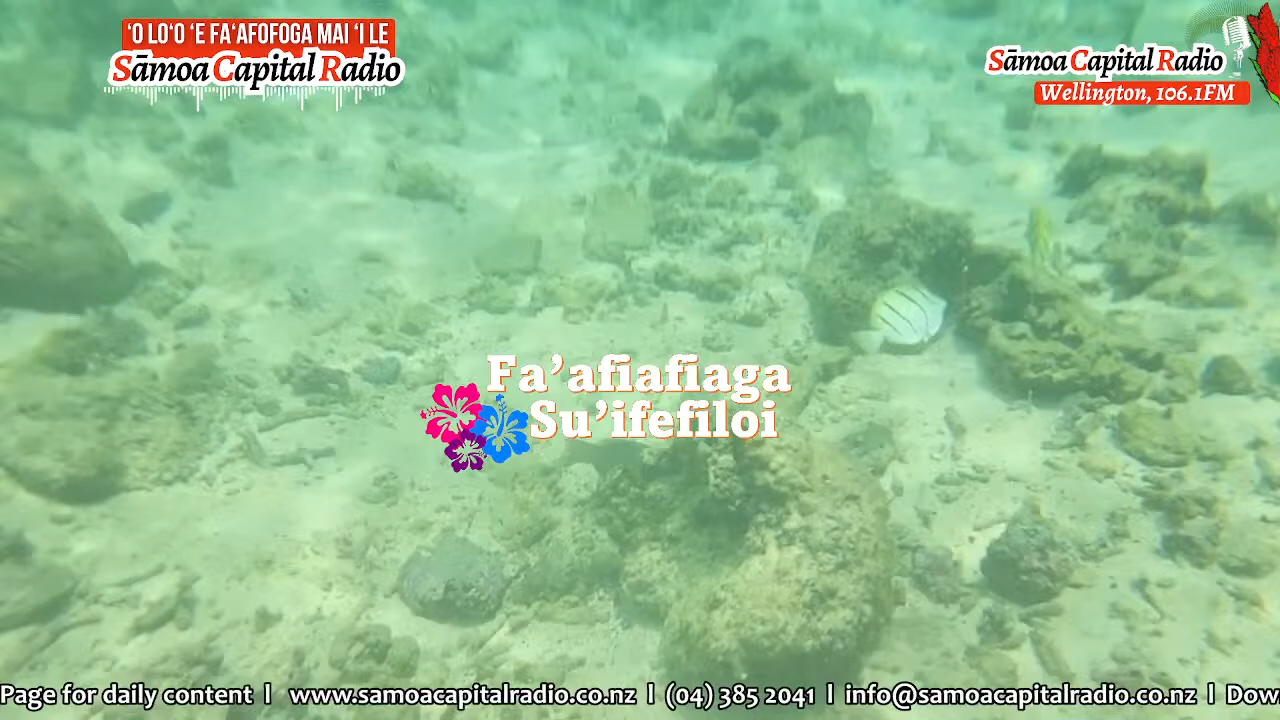 ‘O LO‘O ‘E FA‘AFOFOGA MAI ‘I LE
Sāmoa Capital Radio
Sāmoa Capital Radio
Wellington, 106.1FM
Fa’afiafiaga
Su’ifefiloi
Page for daily content | www.samoacapitalradio.co.nz | (04) 385 2041 | info@samoacapitalradio.co.nz | Dow